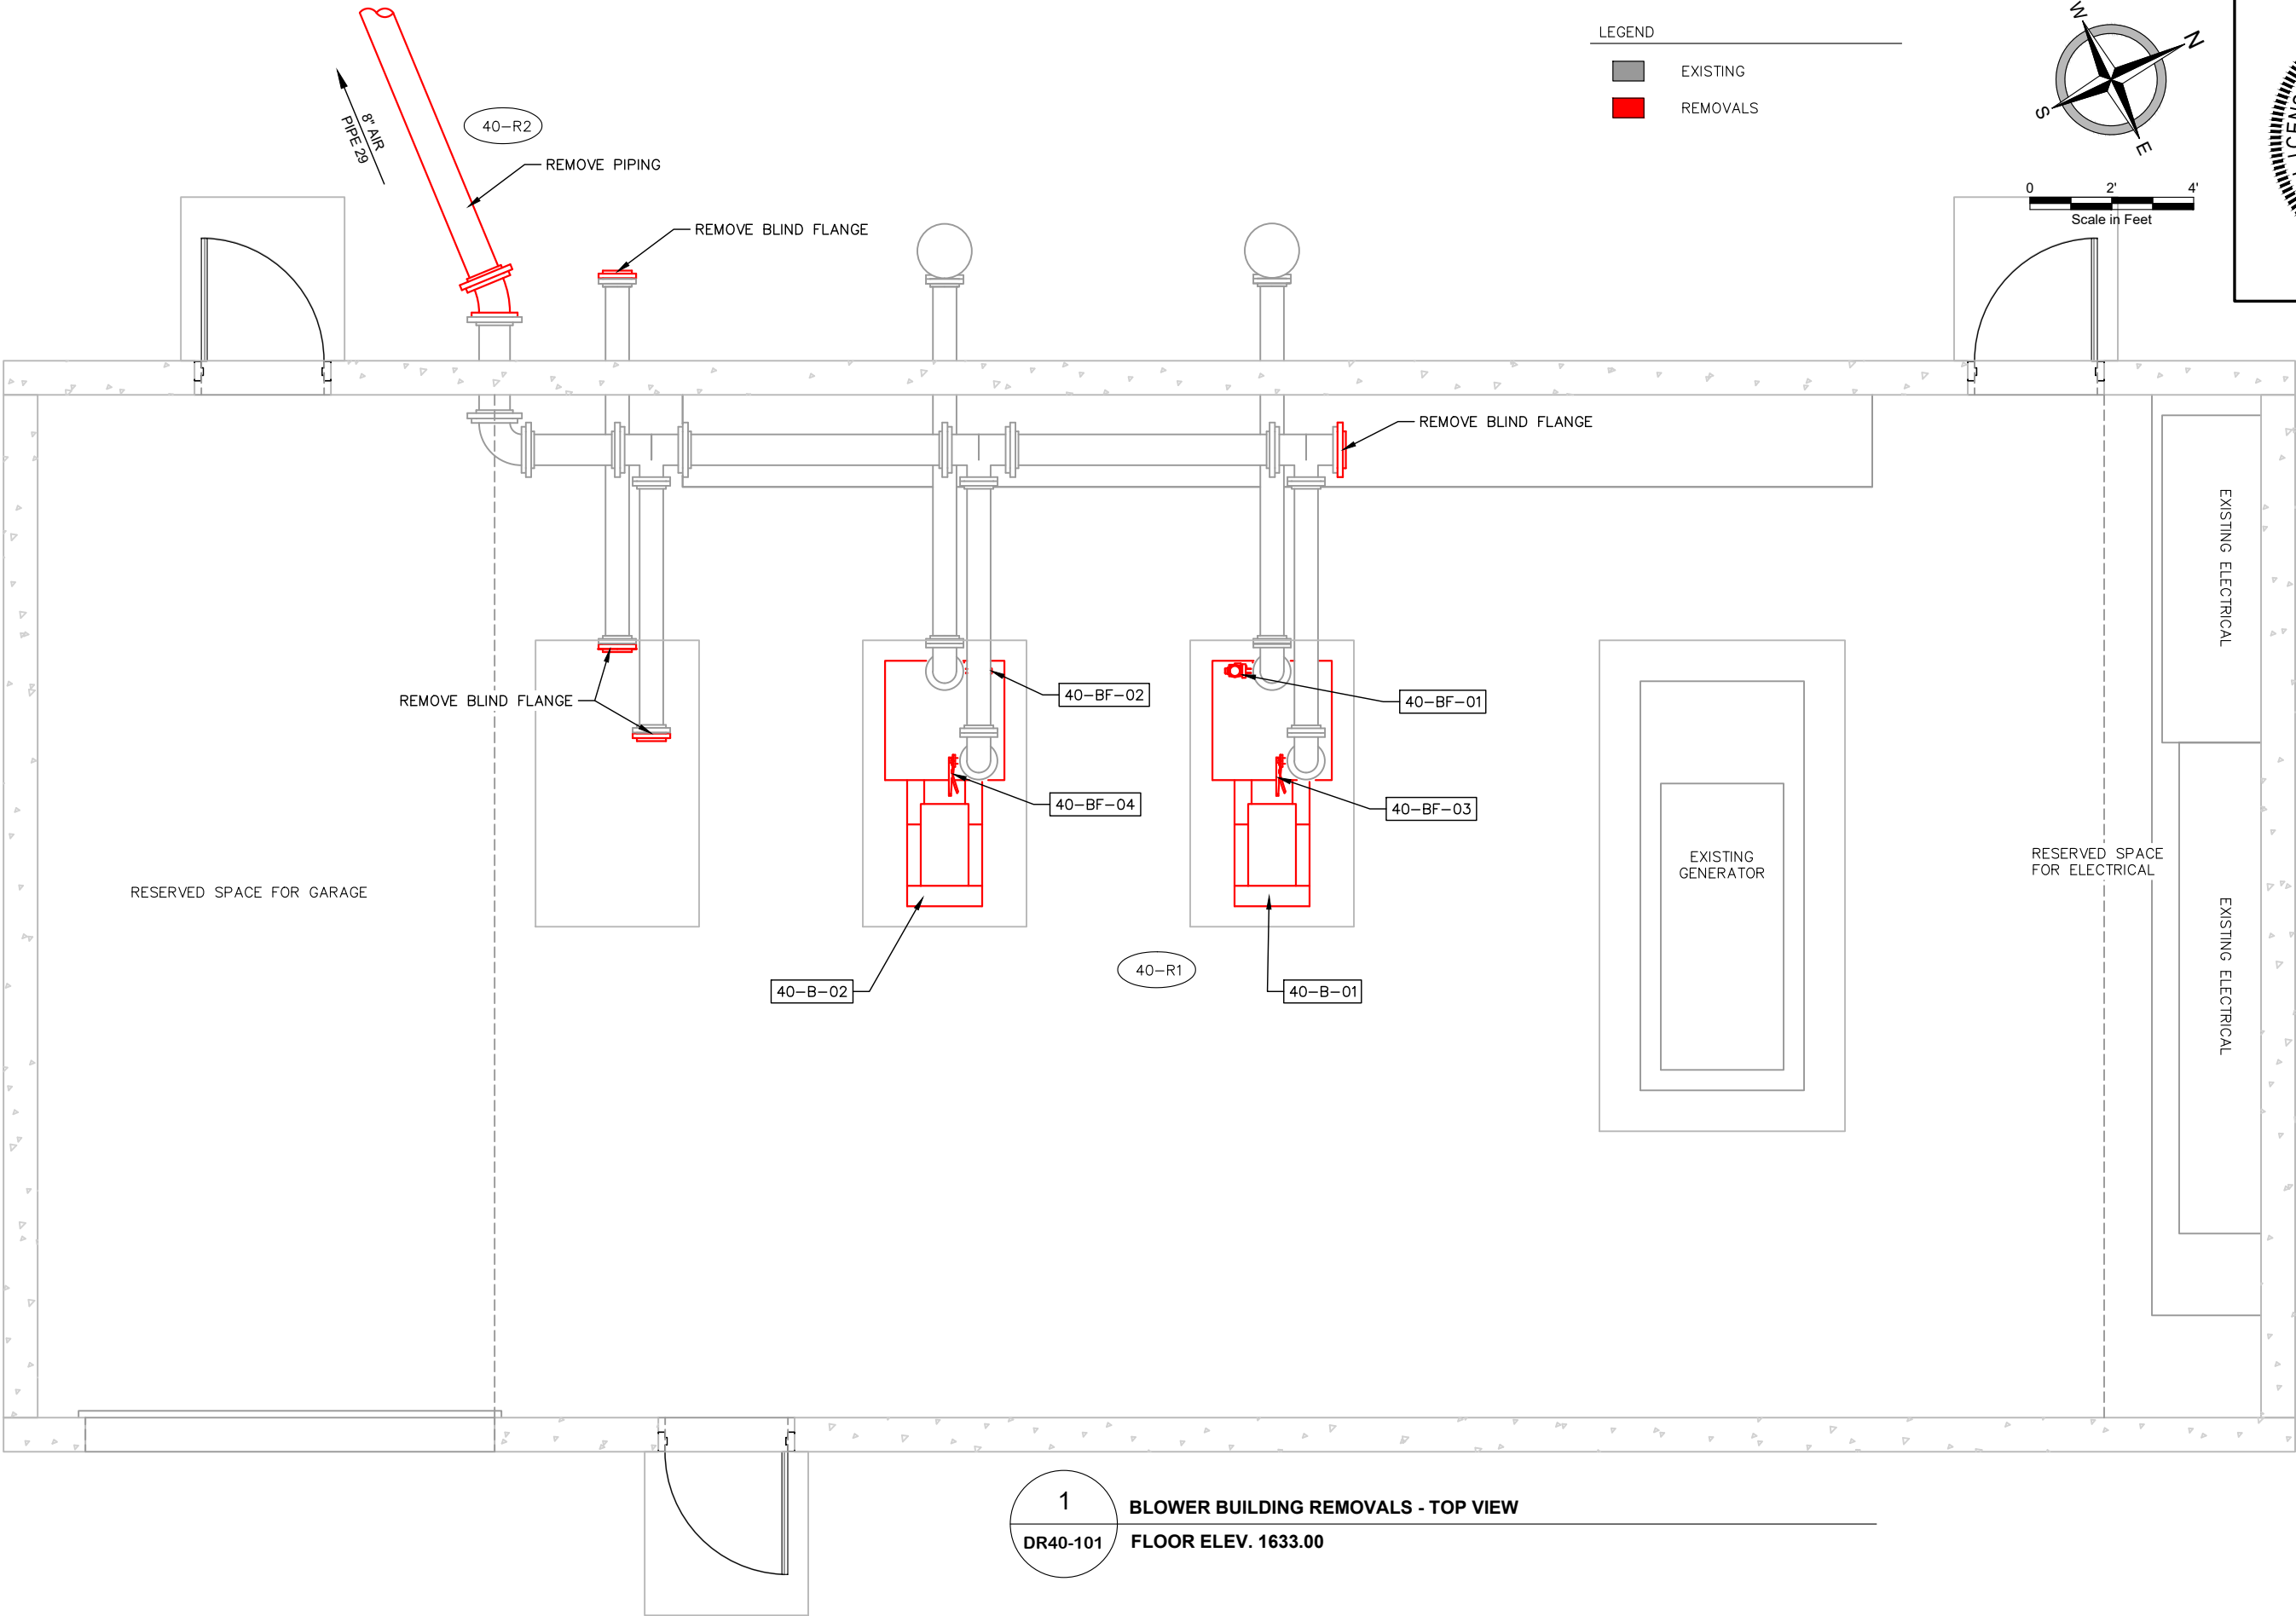 LEGEND
EXISTING
REMOVALS
W
N
S
E
0 2' 4'
Scale in Feet
8" AIR
PIPE 29
40-R2
REMOVE PIPING
REMOVE BLIND FLANGE
REMOVE BLIND FLANGE
REMOVE BLIND FLANGE
40-BF-02
40-BF-01
40-BF-04
40-BF-03
EXISTING ELECTRICAL
EXISTING
GENERATOR
RESERVED SPACE
FOR ELECTRICAL
RESERVED SPACE FOR GARAGE
EXISTING ELECTRICAL
40-R1
40-B-02
40-B-01
1
DR40-101
BLOWER BUILDING REMOVALS - TOP VIEW
FLOOR ELEV. 1633.00